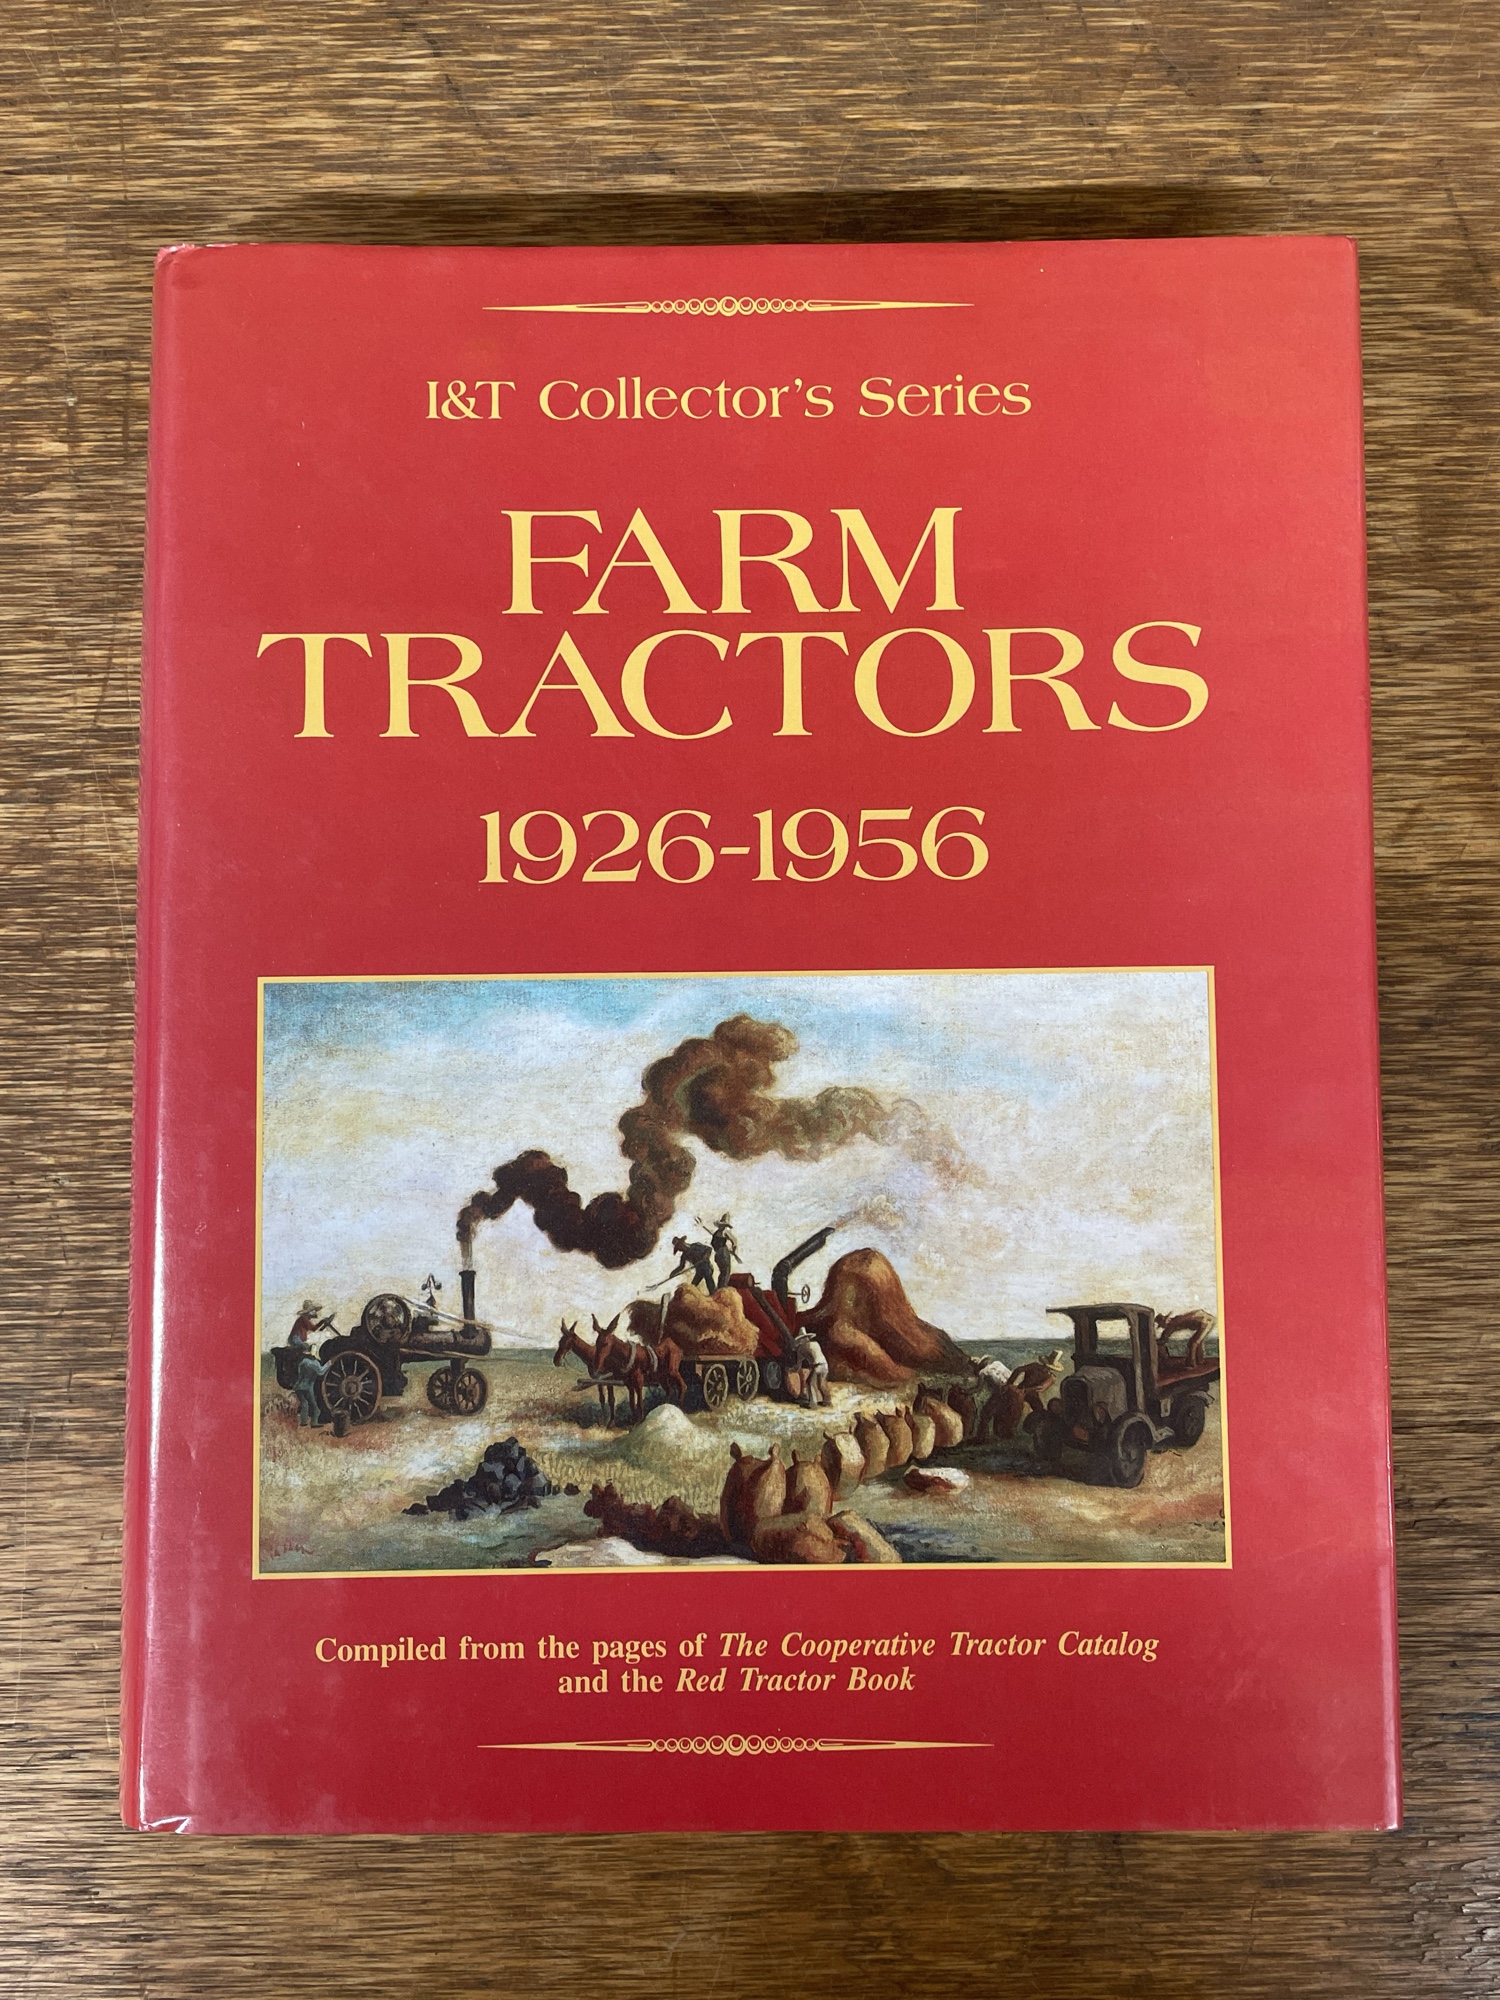 I&T Collector's Series
FARM
TRACTORS
1926-1956
Compiled from the pages of The Cooperative Tractor Catalog
and the Red Tractor Book